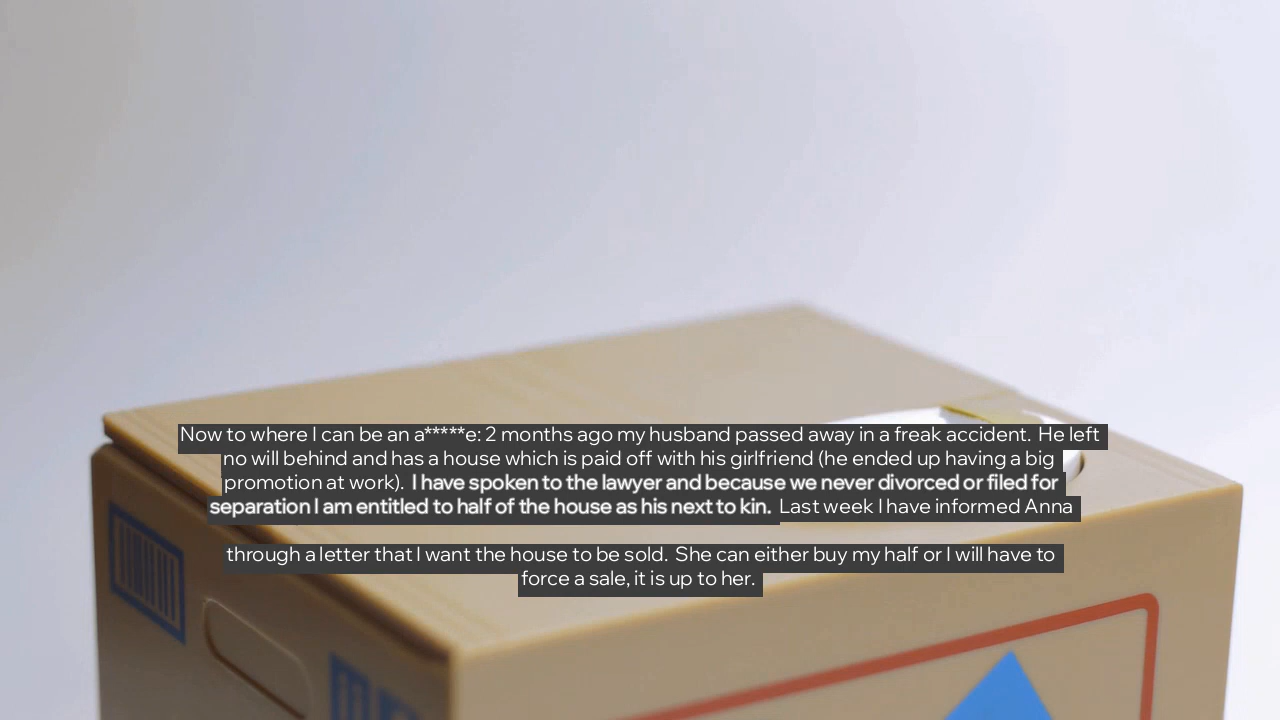 Now to where I can be an a*****e: 2 months ago my husband passed away in a freak accident. He left
no will behind and has a house which is paid off with his girlfriend (he ended up having a big
promotion at work). I have spoken to the lawyer and because we never divorced or filed for
separation I am entitled to half of the house as his next to kin. Last week I have informed Anna
through a letter that I want the house to be sold. She can either buy my half or I will have to
force a sale, it is up to her.